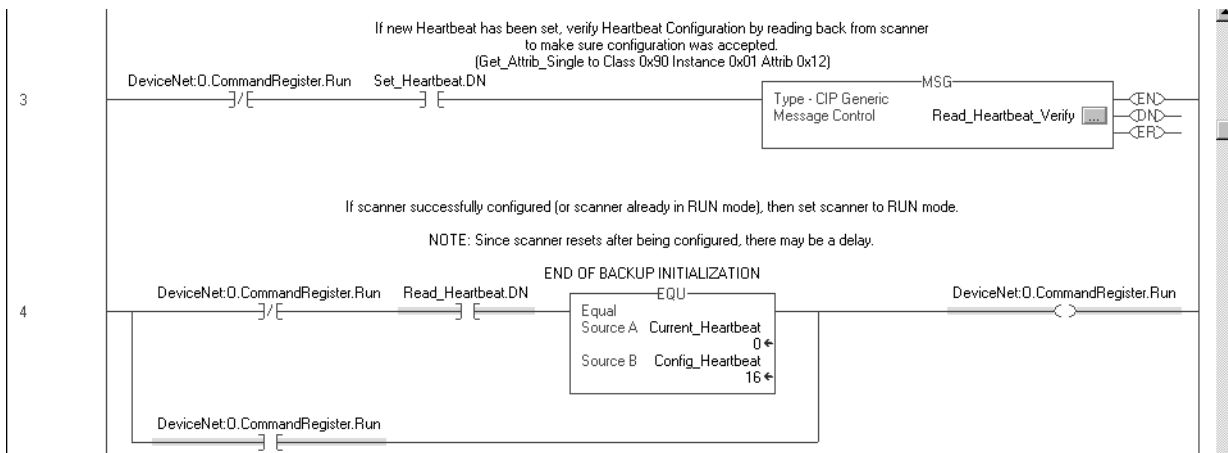 If new Heartbeat has been set, verify Heartbeat Configuration by reading back from scanner
to make sure configuration was accepted.
(Get_Attrib_Single to Class 0x90 Instance 0x01 Attrib 0x12)
DeviceNet:O.CommandRegister.Run Set_Heartbeat.DN
MSG
3
Type - CIP Generic
Message Control Read_Heartbeat_Verify ...
EN
DN
ER
If scanner successfully configured (or scanner already in RUN mode), then set scanner to RUN mode.
NOTE: Since scanner resets after being configured, there may be a delay.
END OF BACKUP INITIALIZATION
DeviceNet:O.CommandRegister.Run Read_Heartbeat.DN EQU DeviceNet:O.CommandRegister.Run
4
Equal
Source A Current_Heartbeat
0
Source B Config_Heartbeat
16
DeviceNet:O.CommandRegister.Run